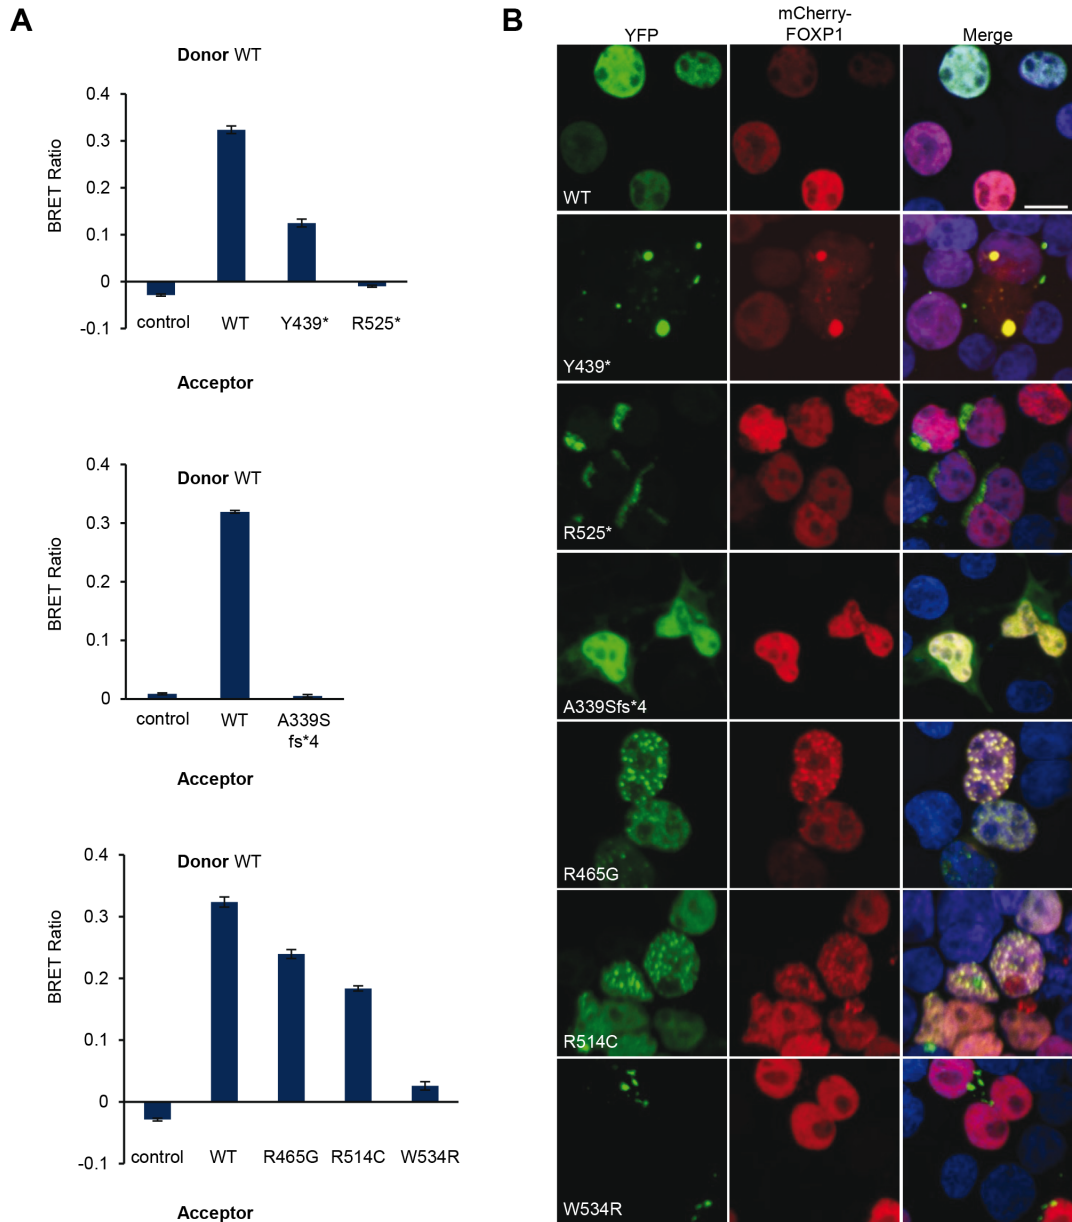 A
Donor WT
0.4
0.3
0.2
0.1
0
-0.1
BRET Ratio
control WT Y439* R525*
Acceptor
Donor WT
0.4
0.3
0.2
0.1
0
BRET Ratio
control WT A339S
fs*4
Acceptor
Donor WT
0.4
0.3
0.2
0.1
0
-0.1
BRET Ratio
control WT R465G R514C W534R
Acceptor
B
YFP mCherry-
FOXP1 Merge
WT
Y439*
R525*
A339Sfs*4
R465G
R514C
W534R